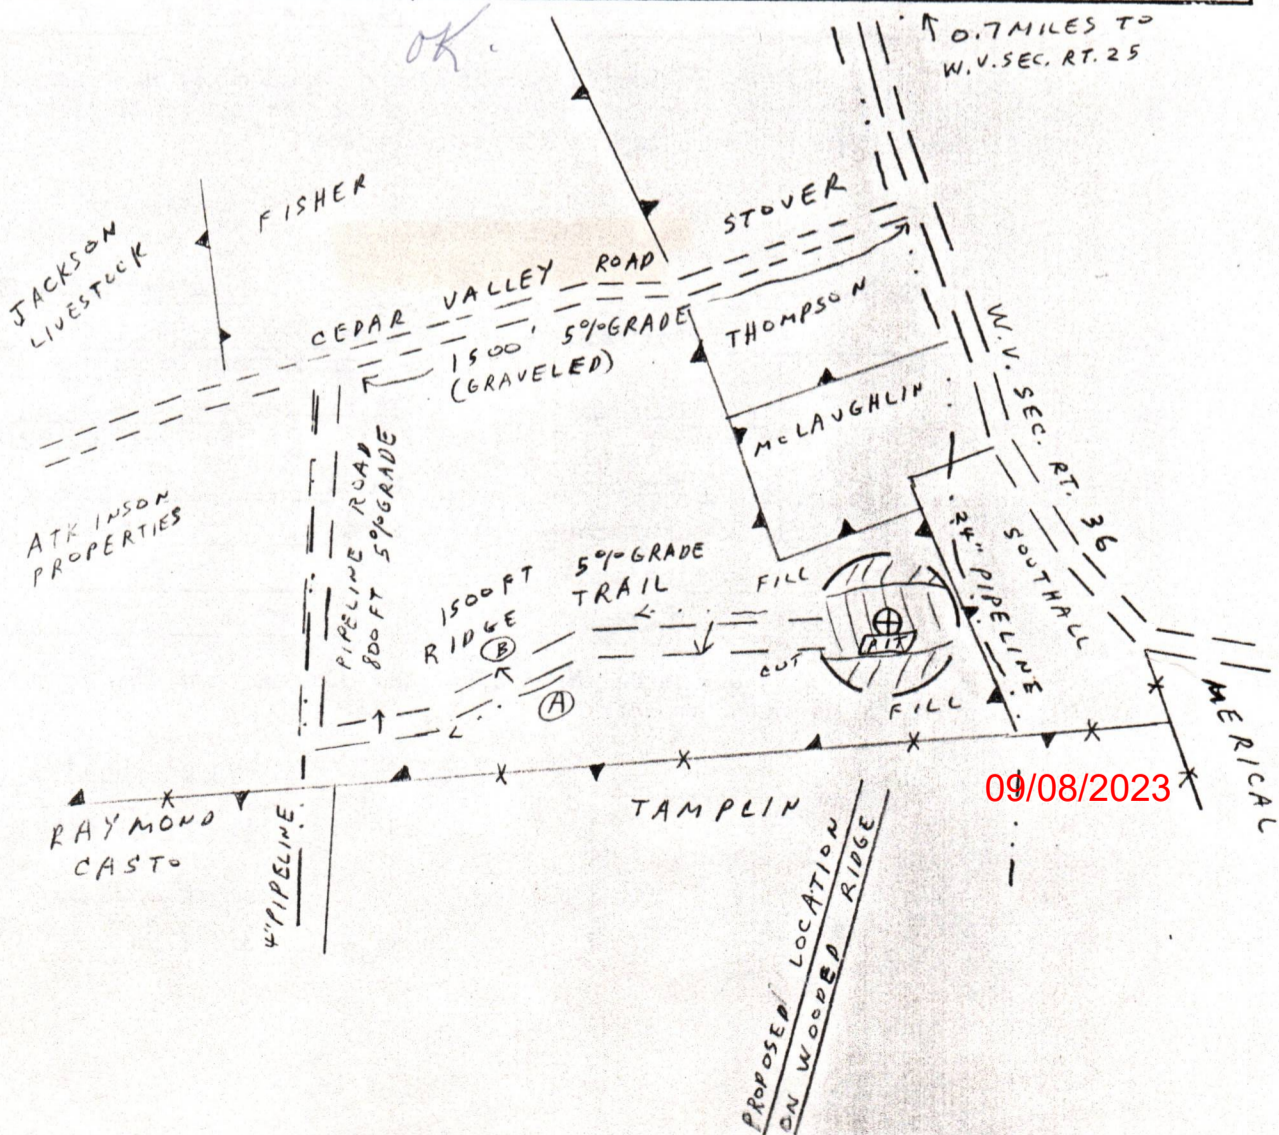 OK.
↑ 0.7 MILES TO
W.V. SEC. RT. 25
JACKSON
LIVESTOCK
FISHER
STOVER
CEDAR VALLEY ROAD
1500' 5% GRADE
(GRAVELED)
THOMPSON
McLAUGHLIN
W.V. SEC. RT. 36
ATKINSON
PROPERTIES
PIPELINE ROAD
800 FT 5% GRADE
1500 FT
RIDGE
5% GRADE
TRAIL
FILL
24" PIPELINE
SOUTHALL
B
A
CUT
PIT
FILL
MERICAL
09/08/2023
RAYMOND
CASTO
TAMPLIN
4" PIPELINE
PROPOSED LOCATION
ON WOODED RIDGE